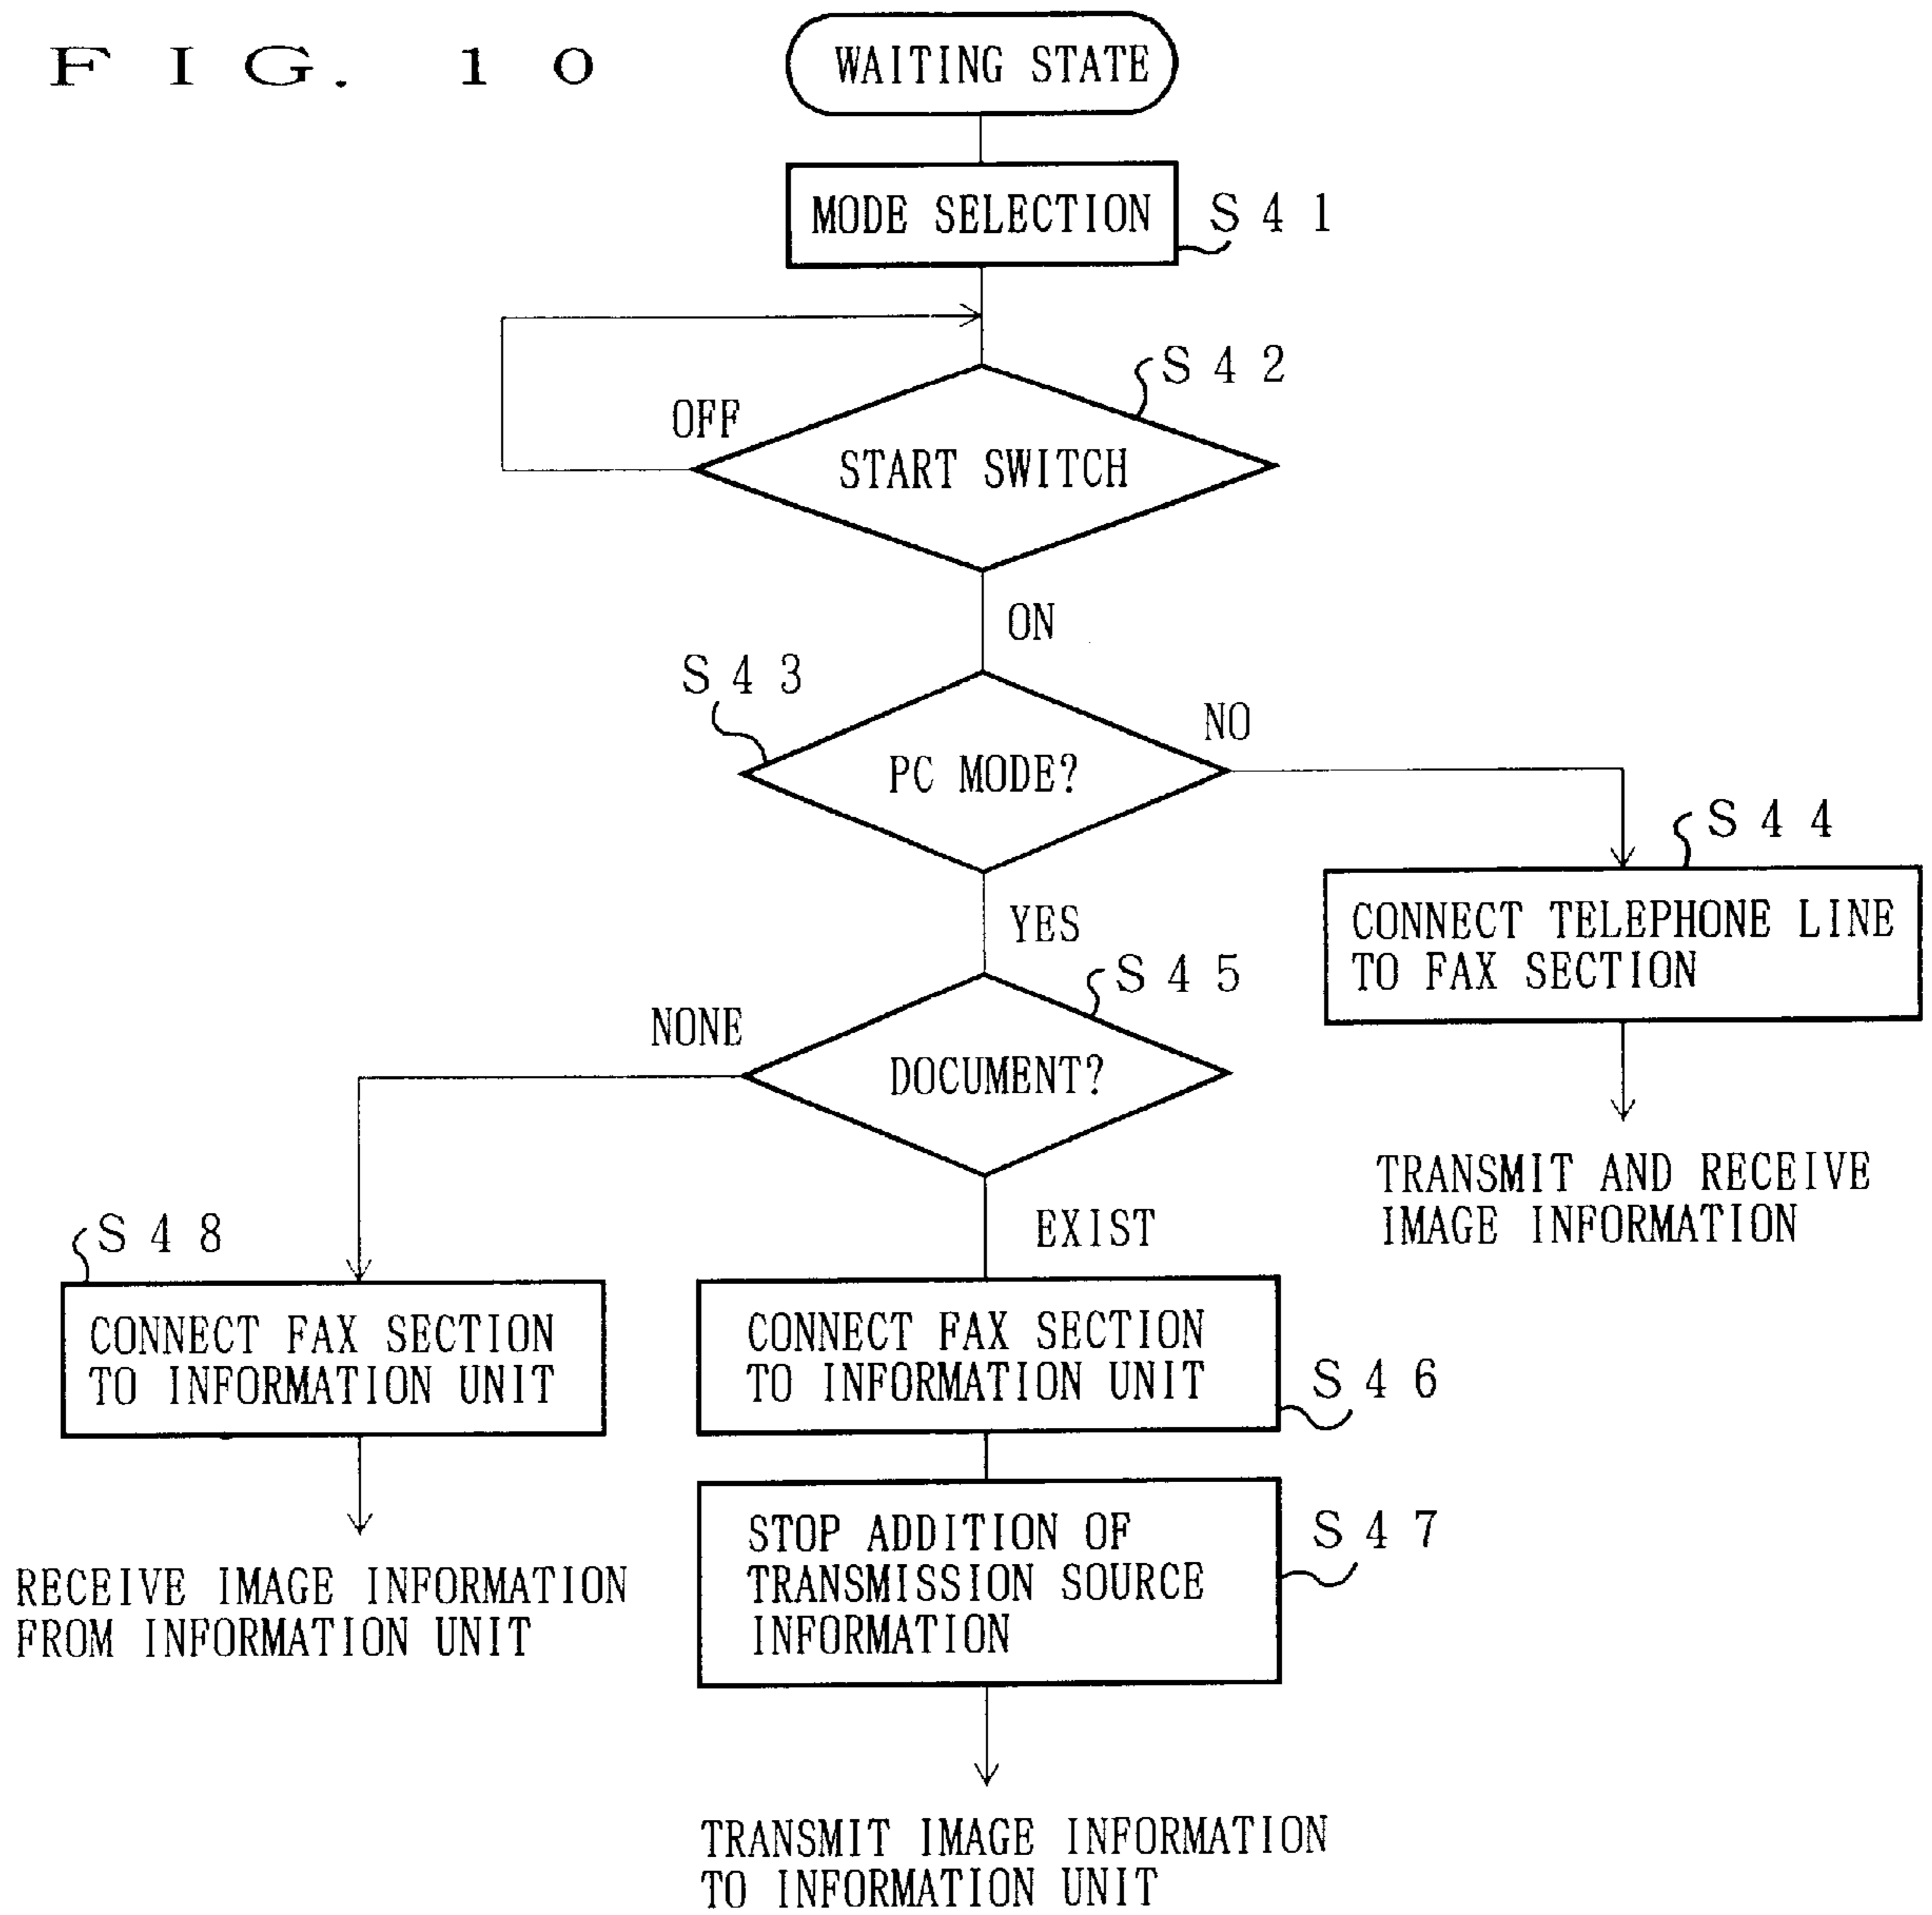 FIG. 10
WAITING STATE
MODE SELECTION
S41
S42
OFF
START SWITCH
ON
S43
NO
PC MODE?
S44
YES
CONNECT TELEPHONE LINE
TO FAX SECTION
S45
NONE
DOCUMENT?
TRANSMIT AND RECEIVE
IMAGE INFORMATION
EXIST
S48
CONNECT FAX SECTION
TO INFORMATION UNIT
CONNECT FAX SECTION
TO INFORMATION UNIT
S46
STOP ADDITION OF
TRANSMISSION SOURCE
INFORMATION
S47
RECEIVE IMAGE INFORMATION
FROM INFORMATION UNIT
TRANSMIT IMAGE INFORMATION
TO INFORMATION UNIT